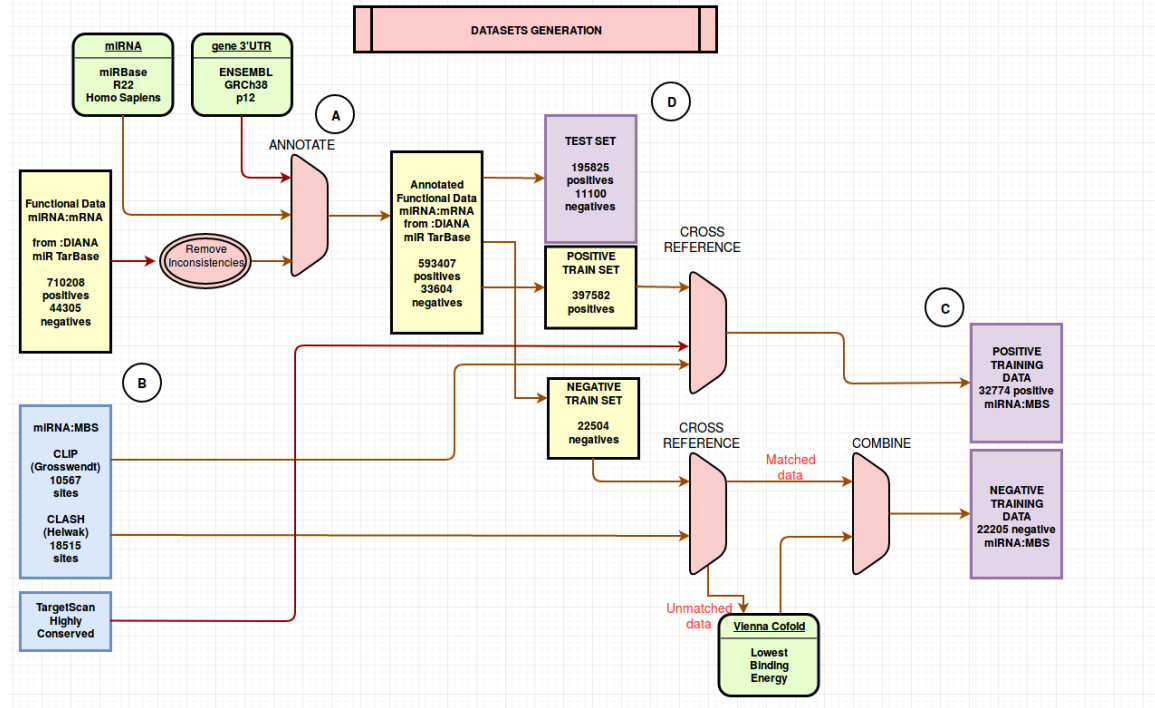 DATASETS GENERATION
miRNA
miRBase
R22
Homo Sapiens
gene 3'UTR
ENSEMBL
GRCh38
p12
A
ANNOTATE
D
Functional Data
miRNA:mRNA
from :DIANA
miR TarBase
710208
positives
44305
negatives
Remove
Inconsistencies
Annotated
Functional Data
miRNA:mRNA
from :DIANA
miR TarBase
593407
positives
33604
negatives
TEST SET
195825
positives
11100
negatives
POSITIVE
TRAIN SET
397582
positives
CROSS
REFERENCE
C
POSITIVE
TRAINING
DATA
32774 positive
miRNA:MBS
B
miRNA:MBS
CLIP
(Grosswendt)
10567
sites
CLASH
(Helwak)
18515
sites
NEGATIVE
TRAIN SET
22504
negatives
CROSS
REFERENCE
Matched
data
COMBINE
NEGATIVE
TRAINING
DATA
22205 negative
miRNA:MBS
TargetScan
Highly
Conserved
Unmatched
data
Vienna Cofold
Lowest
Binding
Energy